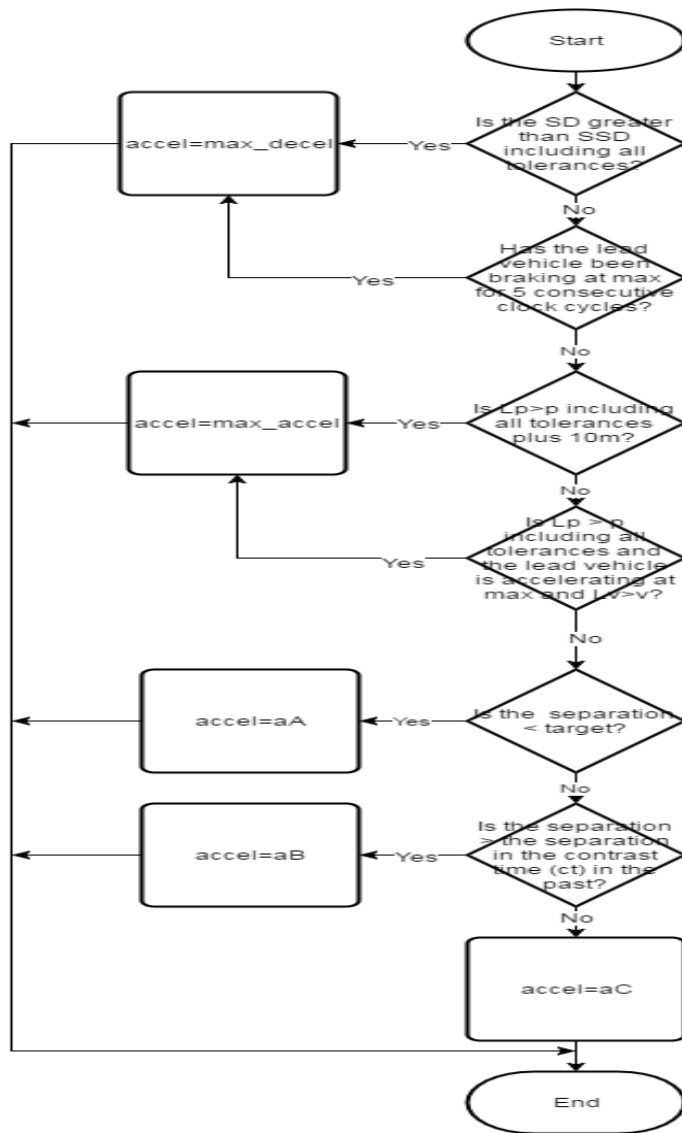 Start
Is the SD greater
than SSD
including all
tolerances?
Yes
accel=max_decel
No
Has the lead
vehicle been
braking at max
for 5 consecutive
clock cycles?
Yes
No
Is Lp>p including
all tolerances
plus 10m?
Yes
accel=max_accel
No
Is Lp > p
including all
tolerances and
the lead vehicle
is accelerating at
max and Lv>v?
Yes
No
Is the separation
< target?
Yes
accel=aA
No
Is the separation
> the separation
in the contrast
time (ct) in the
past?
Yes
accel=aB
No
accel=aC
End